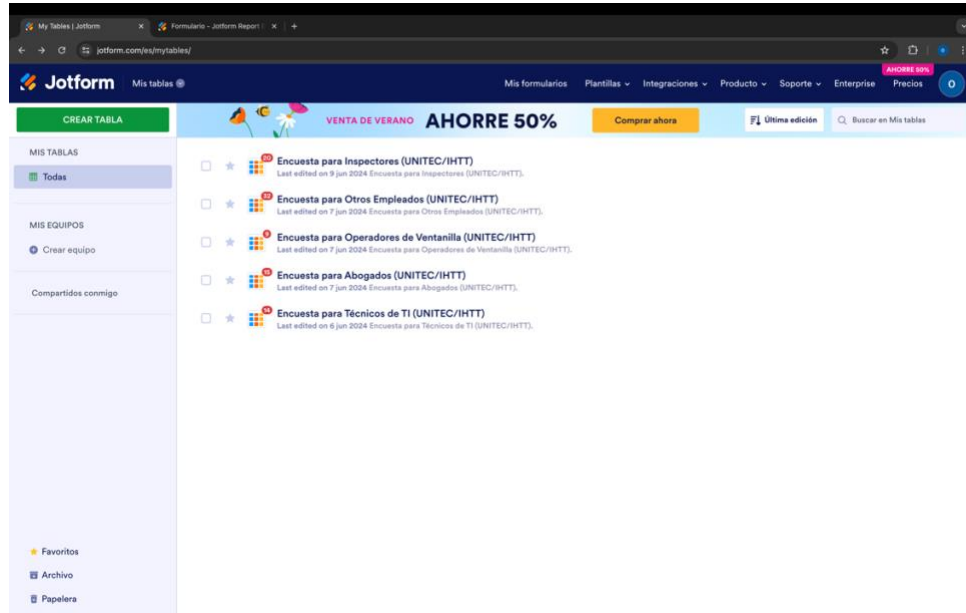 My Tables | Jotform
Formulario - Jotform Report
jotform.com/es/mytables/
Jotform
Mis tablas
Mis formularios
Plantillas
Integraciones
Producto
Soporte
Enterprise
AHORRE 50%
Precios
O
CREAR TABLA
VENTA DE VERANO
AHORRE 50%
Comprar ahora
Última edición
Buscar en Mis tablas
MIS TABLAS
Todas
MIS EQUIPOS
Crear equipo
Compartidos conmigo
20
Encuesta para Inspectores (UNITEC/IHTT)
Last edited on 9 jun 2024 Encuesta para Inspectores (UNITEC/IHTT).
Encuesta para Otros Empleados (UNITEC/IHTT)
Last edited on 7 jun 2024 Encuesta para Otros Empleados (UNITEC/IHTT).
9
Encuesta para Operadores de Ventanilla (UNITEC/IHTT)
Last edited on 7 jun 2024 Encuesta para Operadores de Ventanilla (UNITEC/IHTT).
15
Encuesta para Abogados (UNITEC/IHTT)
Last edited on 7 jun 2024 Encuesta para Abogados (UNITEC/IHTT).
14
Encuesta para Técnicos de TI (UNITEC/IHTT)
Last edited on 6 jun 2024 Encuesta para Técnicos de TI (UNITEC/IHTT).
Favoritos
Archivo
Papelera